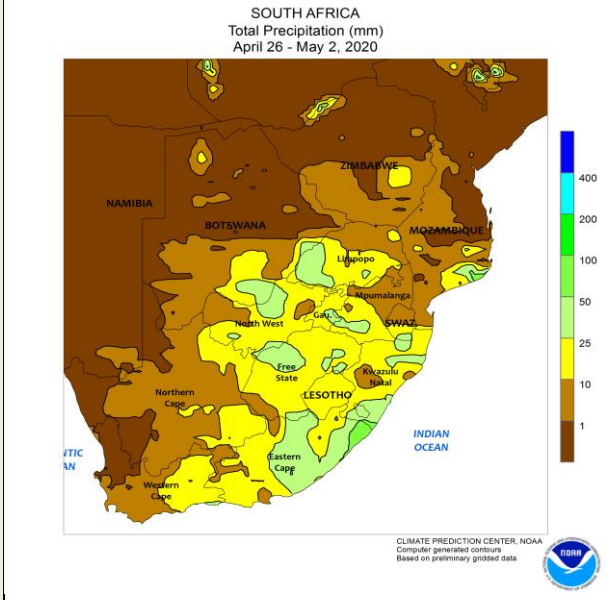 SOUTH AFRICA
Total Precipitation (mm)
April 26 - May 2, 2020
ZIMBABWE
NAMIBIA
BOTSWANA
MOZAMBIQUE
Limpopo
Mpumalanga
Gau.
North West
SWAZ.
Free
State
Kwazulu
Natal
Northern
Cape
LESOTHO
Eastern
Cape
Western
Cape
NTIC
AN
INDIAN
OCEAN
400
200
100
50
25
10
1
CLIMATE PREDICTION CENTER, NOAA
Computer generated contours
Based on preliminary gridded data
NOAA